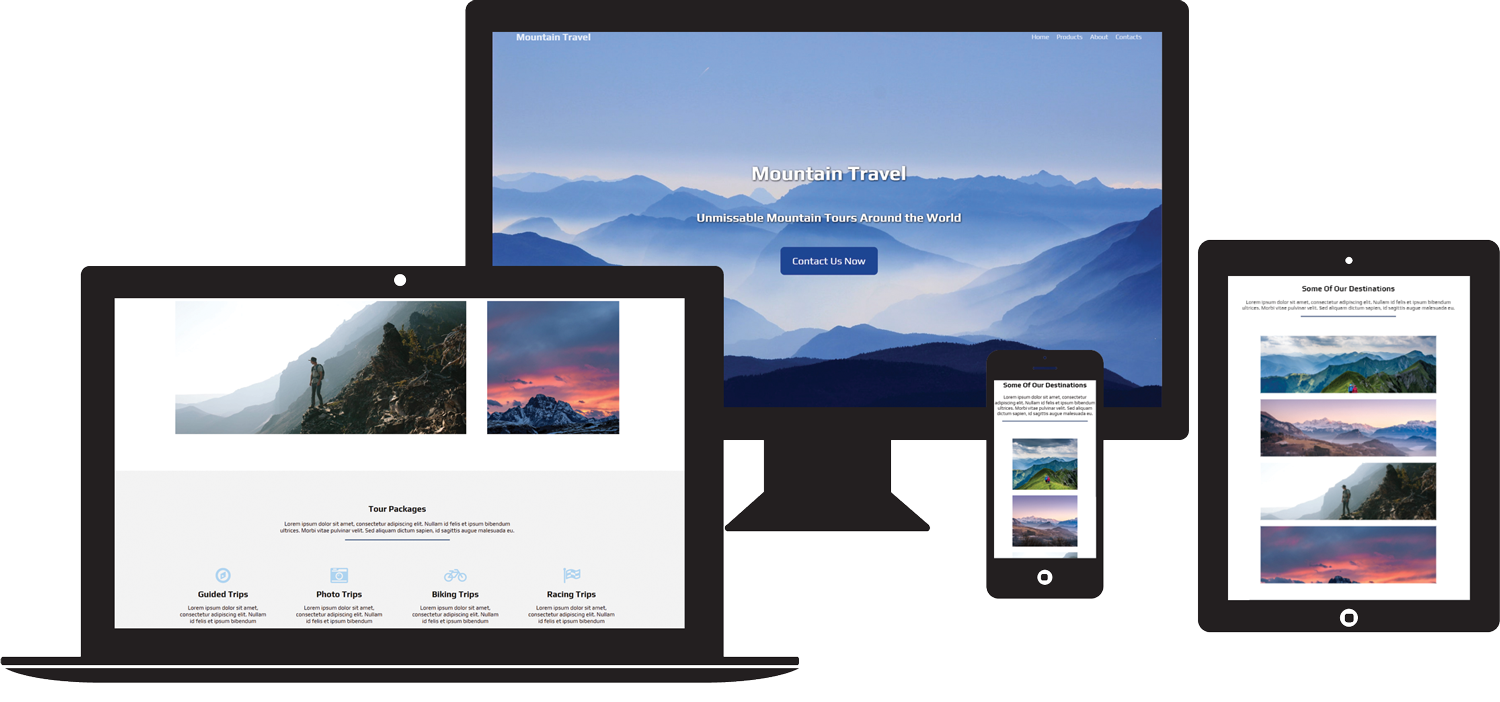 Mountain Travel
Home Products About Contacts
Mountain Travel
Unmissable Mountain Tours Around the World
Contact Us Now
Tour Packages
Lorem ipsum dolor sit amet, consectetur adipiscing elit. Nullam id felis et ipsum bibendum
ultrices. Morbi vitae pulvinar velit. Sed aliquam dictum sapien, id sagittis augue malesuada eu.
Guided Trips
Lorem ipsum dolor sit amet,
consectetur adipiscing elit. Nullam
id felis et ipsum bibendum
Photo Trips
Lorem ipsum dolor sit amet,
consectetur adipiscing elit. Nullam
id felis et ipsum bibendum
Biking Trips
Lorem ipsum dolor sit amet,
consectetur adipiscing elit. Nullam
id felis et ipsum bibendum
Racing Trips
Lorem ipsum dolor sit amet,
consectetur adipiscing elit. Nullam
id felis et ipsum bibendum
Some Of Our Destinations
Lorem ipsum dolor sit amet, consectetur
adipiscing elit. Nullam id felis et ipsum bibendum
ultrices. Morbi vitae pulvinar velit. Sed aliquam
dictum sapien, id sagittis augue malesuada eu.
Some Of Our Destinations
Lorem ipsum dolor sit amet, consectetur adipiscing elit. Nullam id felis et ipsum bibendum
ultrices. Morbi vitae pulvinar velit. Sed aliquam dictum sapien, id sagittis augue malesuada eu.